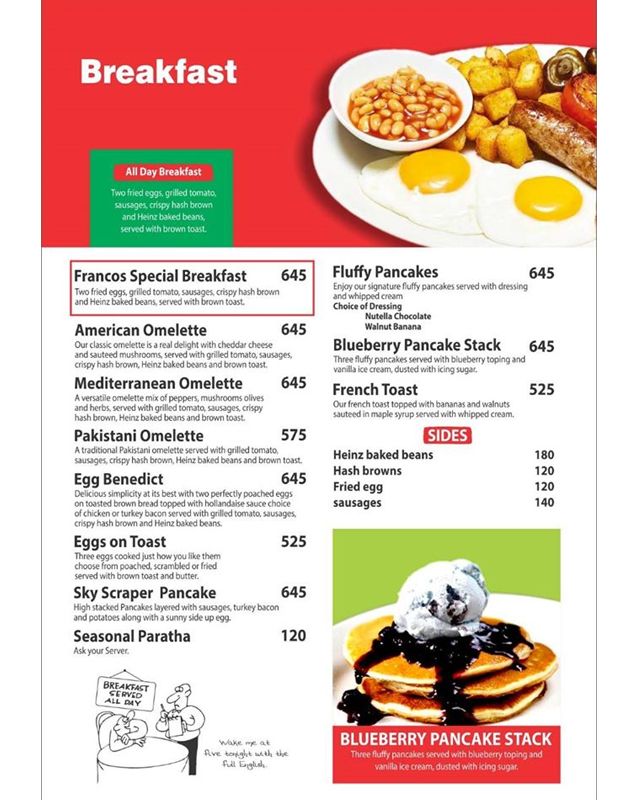 Breakfast
All Day Breakfast
Two fried eggs, grilled tomato,
sausages, crispy hash brown
and Heinz baked beans,
served with brown toast.
Francos Special Breakfast 645
Two fried eggs, grilled tomato, sausages, crispy hash brown
and Heinz baked beans, served with brown toast.
American Omelette 645
Our classic omelette is a real delight with cheddar cheese
and sauteed mushrooms, served with grilled tomato, sausages,
crispy hash brown, Heinz baked beans and brown toast.
Mediterranean Omelette 645
A versatile omelette mix of peppers, mushrooms olives
and herbs, served with grilled tomato, sausages, crispy
hash brown, Heinz baked beans and brown toast.
Pakistani Omelette 575
A traditional Pakistani omelette served with grilled tomato,
sausages, crispy hash brown, Heinz baked beans and brown toast.
Egg Benedict 645
Delicious simplicity at its best with two perfectly poached eggs
on toasted brown bread topped with hollandaise sauce choice
of chicken or turkey bacon served with grilled tomato, sausages,
crispy hash brown and Heinz baked beans.
Eggs on Toast 525
Three eggs cooked just how you like them
choose from poached, scrambled or fried
served with brown toast and butter.
Sky Scraper Pancake 645
High stacked Pancakes layered with sausages, turkey bacon
and potatoes along with a sunny side up egg.
Seasonal Paratha 120
Ask your Server.
BREAKFAST
SERVED
ALL DAY
Wake me at
five tonight with the
full English.
Fluffy Pancakes 645
Enjoy our signature fluffy pancakes served with dressing
and whipped cream
Choice of Dressing
Nutella Chocolate
Walnut Banana
Blueberry Pancake Stack 645
Three fluffy pancakes served with blueberry toping and
vanilla ice cream, dusted with icing sugar.
French Toast 525
Our french toast topped with bananas and walnuts
sauteed in maple syrup served with whipped cream.
SIDES
Heinz baked beans 180
Hash browns 120
Fried egg 120
sausages 140
BLUEBERRY PANCAKE STACK
Three fluffy pancakes served with blueberry toping and
vanilla ice cream, dusted with icing sugar.